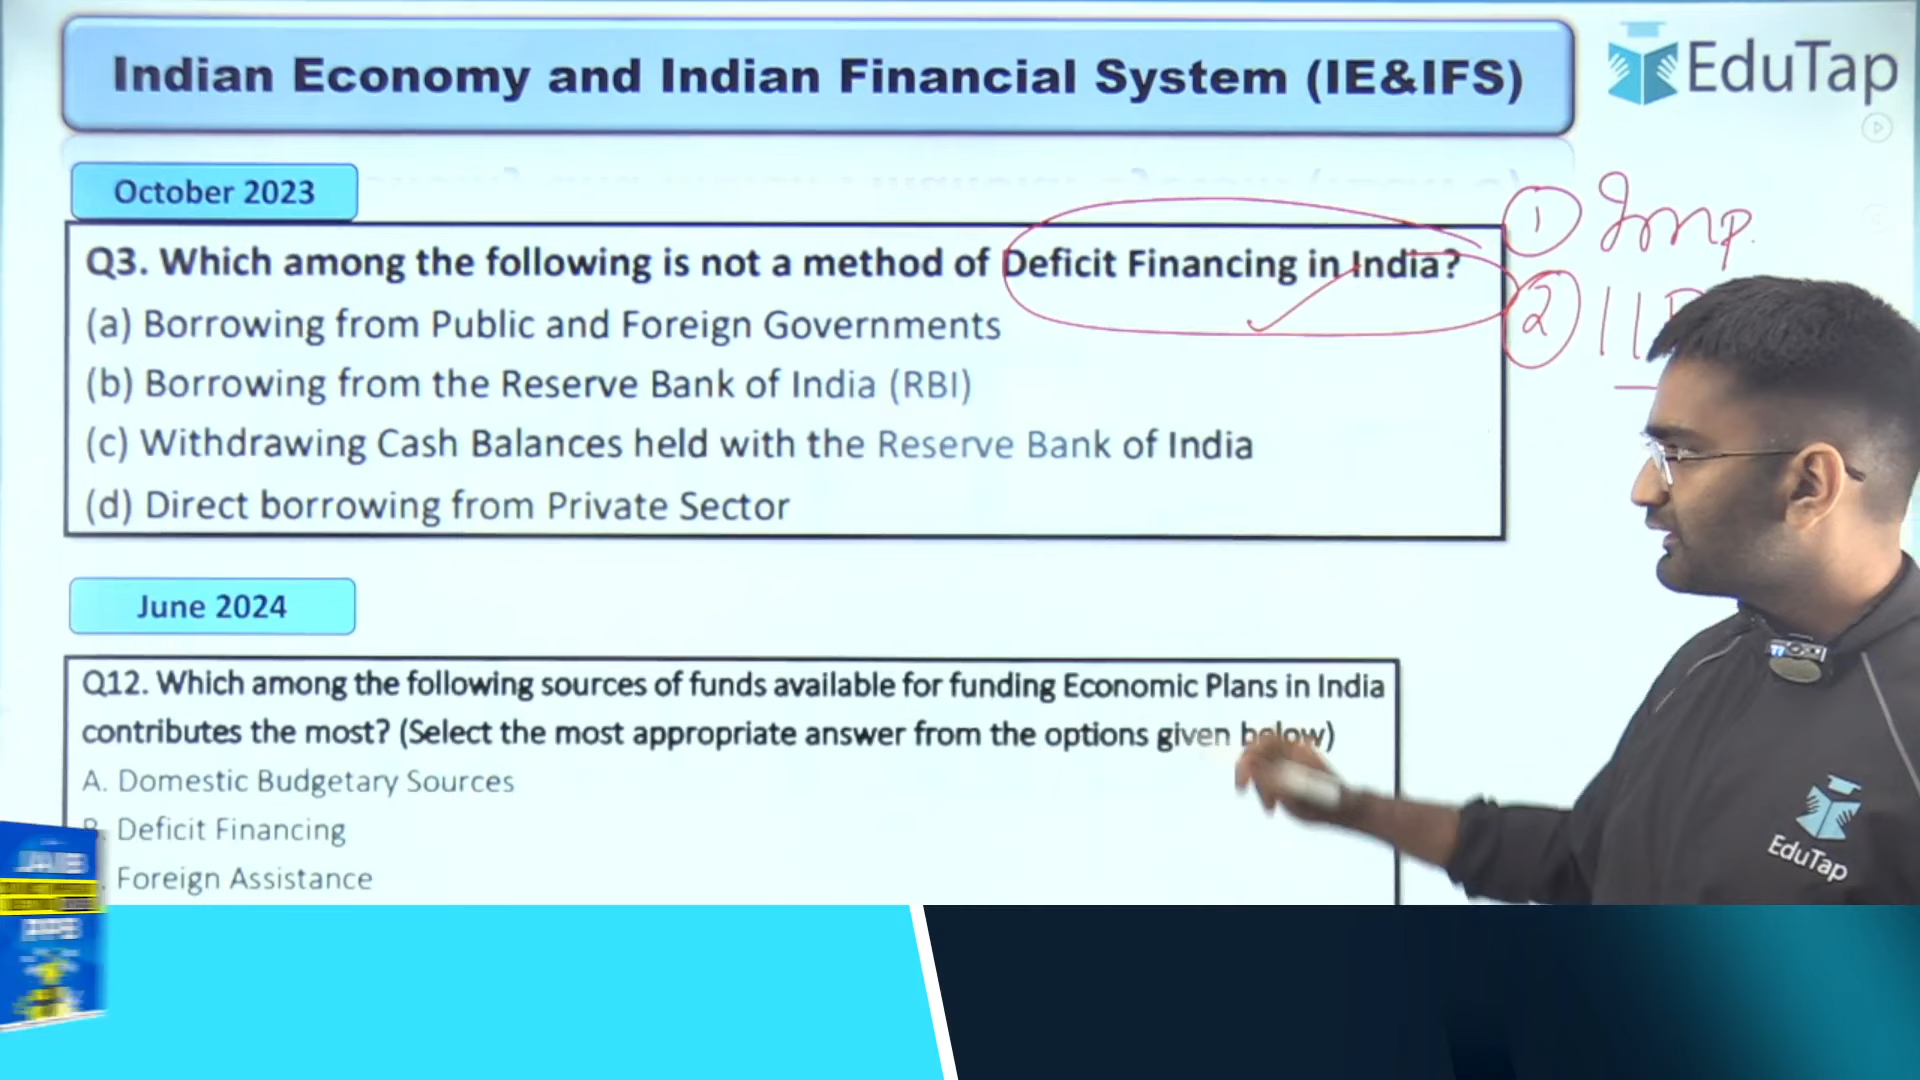 Indian Economy and Indian Financial System (IE&IFS)
EduTap
October 2023
Q3. Which among the following is not a method of Deficit Financing in India?
(a) Borrowing from Public and Foreign Governments
(b) Borrowing from the Reserve Bank of India (RBI)
(c) Withdrawing Cash Balances held with the Reserve Bank of India
(d) Direct borrowing from Private Sector
1 Imp.
2
June 2024
Q12. Which among the following sources of funds available for funding Economic Plans in India
contributes the most? (Select the most appropriate answer from the options given below)
A. Domestic Budgetary Sources
B. Deficit Financing
Foreign Assistance
EduTap
JAIIB
PPB